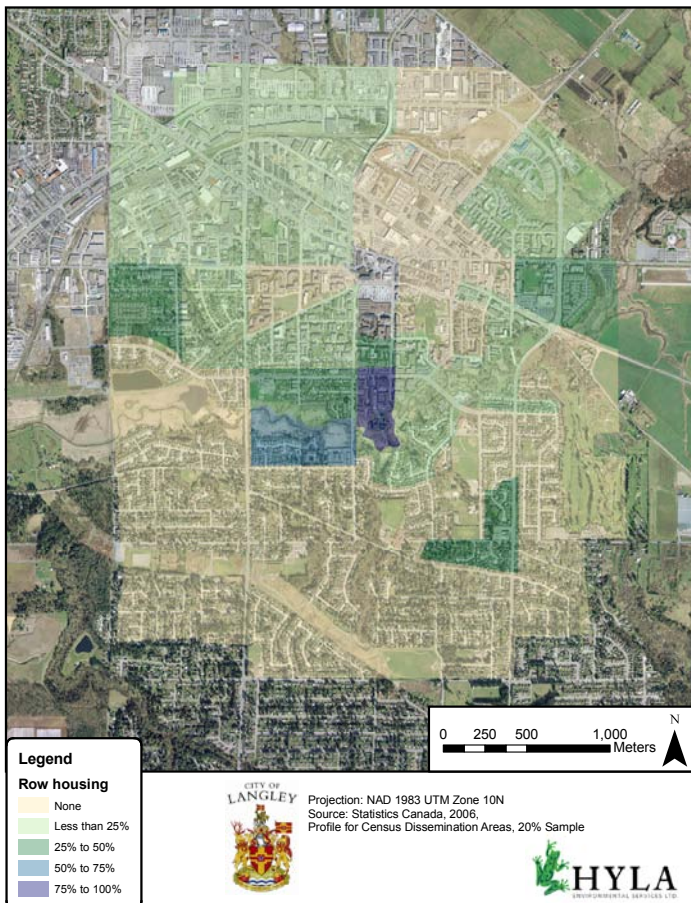 N
0 250 500 1,000
Meters
Legend
Row housing
None
Less than 25%
25% to 50%
50% to 75%
75% to 100%
CITY OF
LANGLEY
Projection: NAD 1983 UTM Zone 10N
Source: Statistics Canada, 2006,
Profile for Census Dissemination Areas, 20% Sample
HYLA
ENVIRONMENTAL SERVICES LTD.